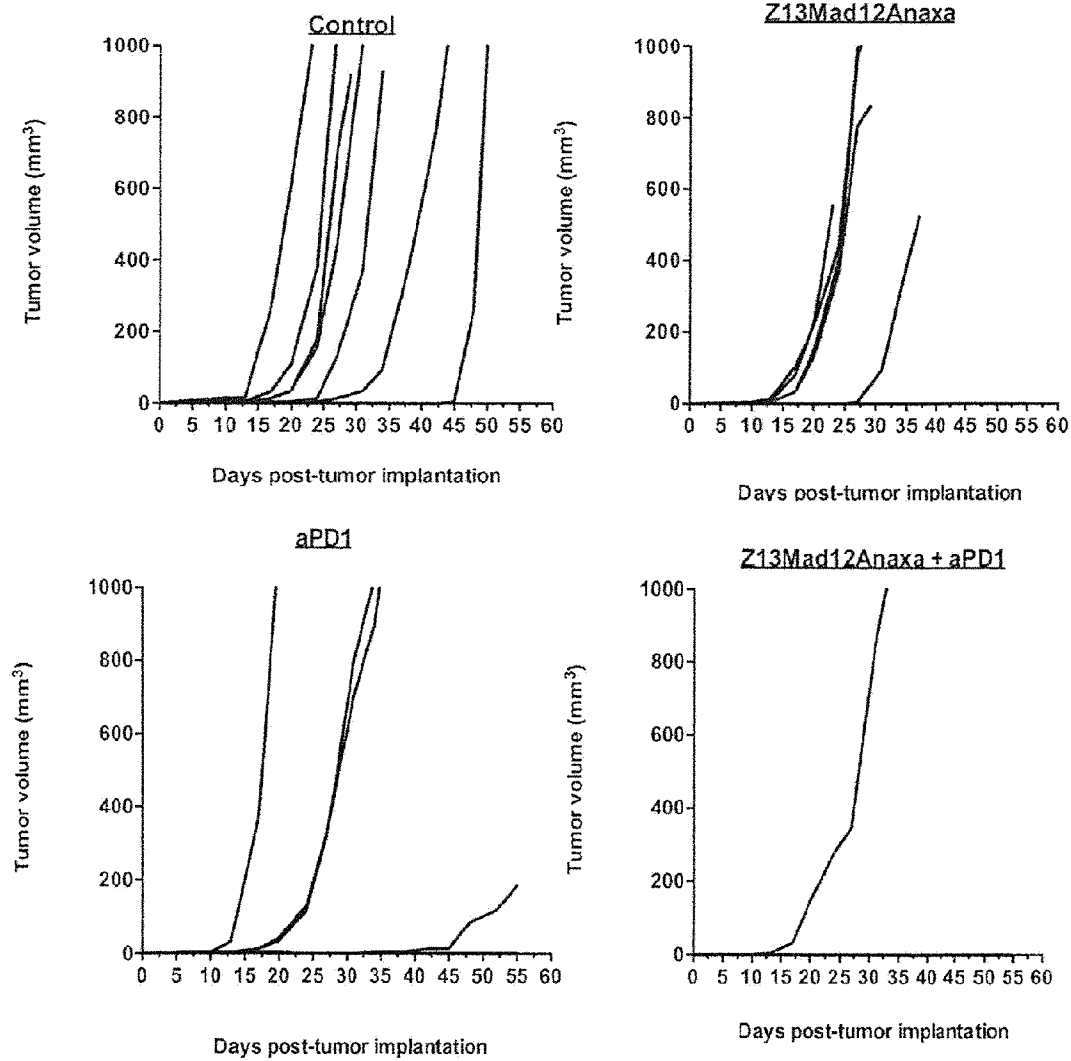 Control
Tumor volume (mm3)
1000
800
600
400
200
0
0 5 10 15 20 25 30 35 40 45 50 55 60
Days post-tumor implantation
Z13Mad12Anaxa
Tumor volume (mm3)
1000
800
600
400
200
0
0 5 10 15 20 25 30 35 40 45 50 55 60
Days post-tumor implantation
aPD1
Tumor volume (mm3)
1000
800
600
400
200
0
0 5 10 15 20 25 30 35 40 45 50 55 60
Days post-tumor implantation
Z13Mad12Anaxa + aPD1
Tumor volume (mm3)
1000
800
600
400
200
0
0 5 10 15 20 25 30 35 40 45 50 55 60
Days post-tumor implantation